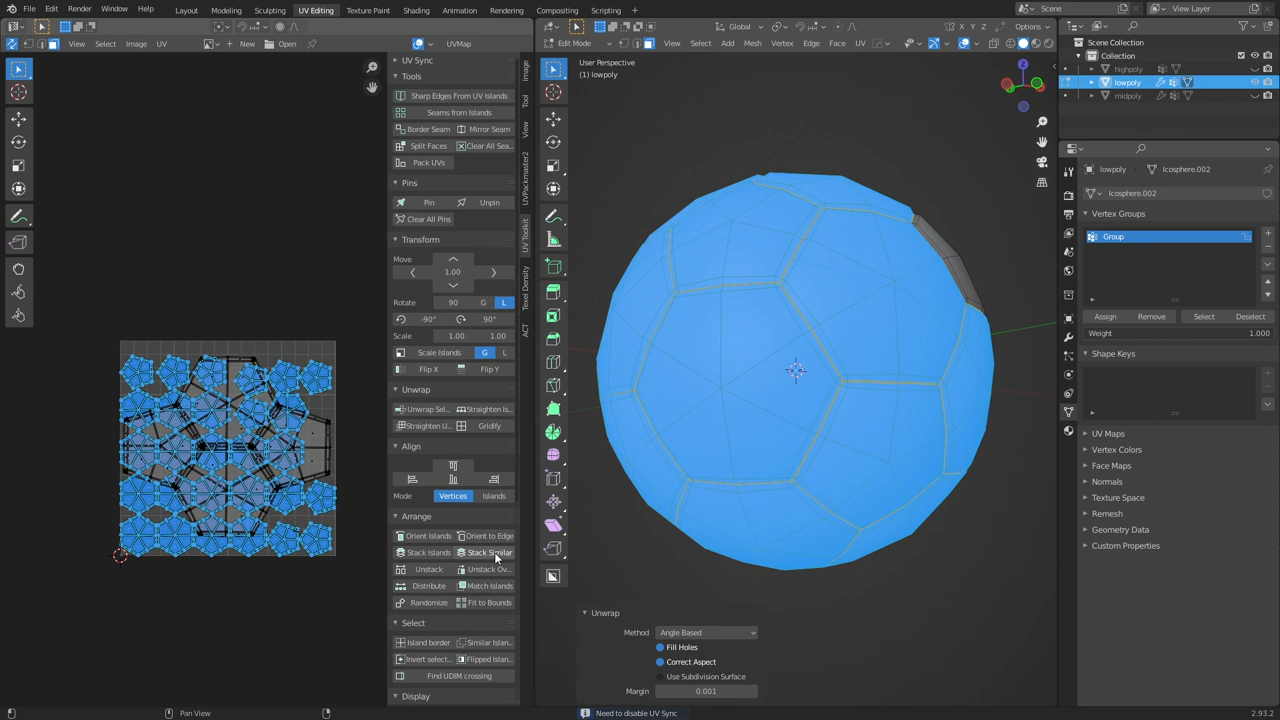 File Edit Render Window Help Layout Modeling Sculpting UV Editing Texture Paint Shading Animation Rendering Compositing Scripting + Scene View Layer
View Select Image UV New Open UVMap
Global Options
Edit Mode View Select Add Mesh Vertex Edge Face UV
UV Sync
Tools
Sharp Edges From UV Islands
Seams from Islands
Border Seam Mirror Seam
Split Faces Clear All Sea...
Pack UVs
Pins
Pin Unpin
Clear All Pins
Transform
Move 1.00
Rotate 90 G L
-90° 90°
Scale 1.00 1.00
Scale Islands G L
Flip X Flip Y
Unwrap
Unwrap Sel... Straighten Is...
Straighten U... Gridify
Align
Mode Vertices Islands
Arrange
Orient Islands Orient to Edge
Stack Islands Stack Similar
Unstack Unstack Ov...
Distribute Match Islands
Randomize Fit to Bounds
Select
Island border Similar Islan...
Invert select... Flipped Islan...
Find UDIM crossing
Display
Image
Tool
View
UVPackmaster2
UV Toolkit
Texel Density
ACT
User Perspective
(1) lowpoly
X Y Z
Z
Unwrap
Method Angle Based
Fill Holes
Correct Aspect
Use Subdivision Surface
Margin 0.001
Scene Collection
Collection
highpoly
lowpoly
midpoly
lowpoly Icosphere.002
Icosphere.002
Vertex Groups
Group
Assign Remove Select Deselect
Weight 1.000
Shape Keys
UV Maps
Vertex Colors
Face Maps
Normals
Texture Space
Remesh
Geometry Data
Custom Properties
Pan View Need to disable UV Sync 2.93.2